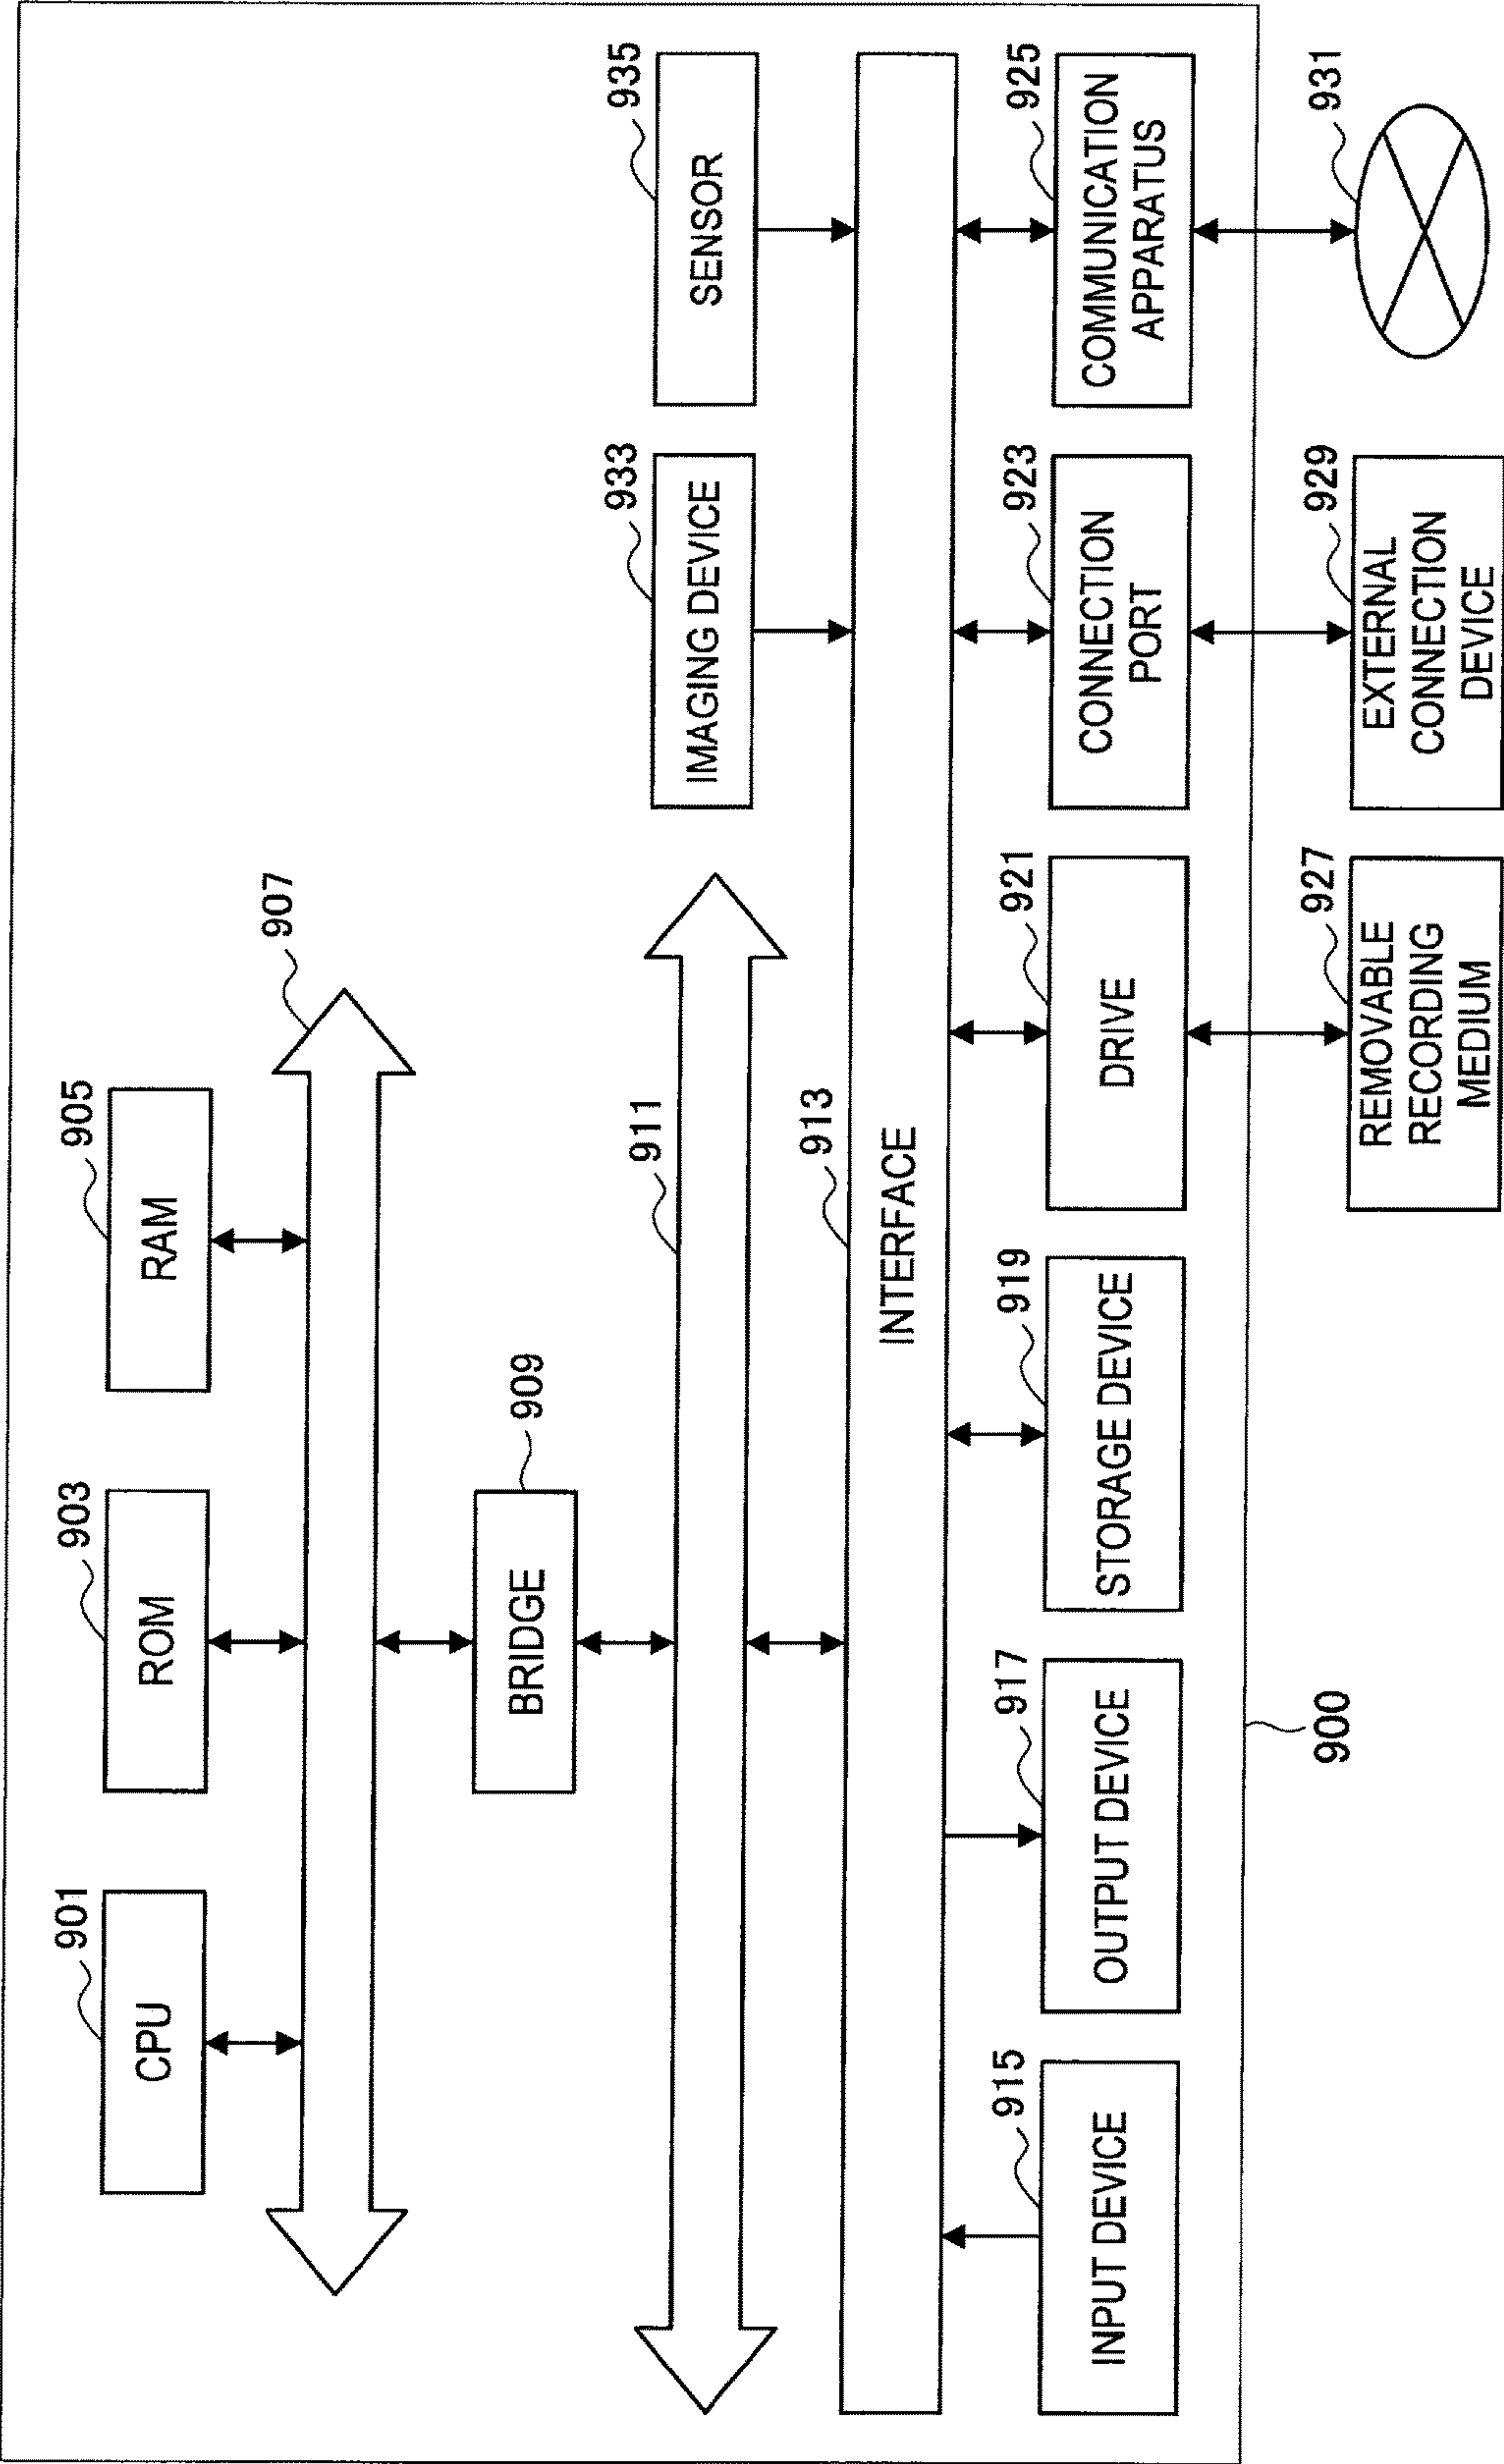 901
CPU
903
ROM
905
RAM
907
909
BRIDGE
911
933
IMAGING DEVICE
935
SENSOR
913
INTERFACE
915
INPUT DEVICE
917
OUTPUT DEVICE
919
STORAGE DEVICE
921
DRIVE
923
CONNECTION
PORT
925
COMMUNICATION
APPARATUS
900
927
REMOVABLE
RECORDING
MEDIUM
929
EXTERNAL
CONNECTION
DEVICE
931